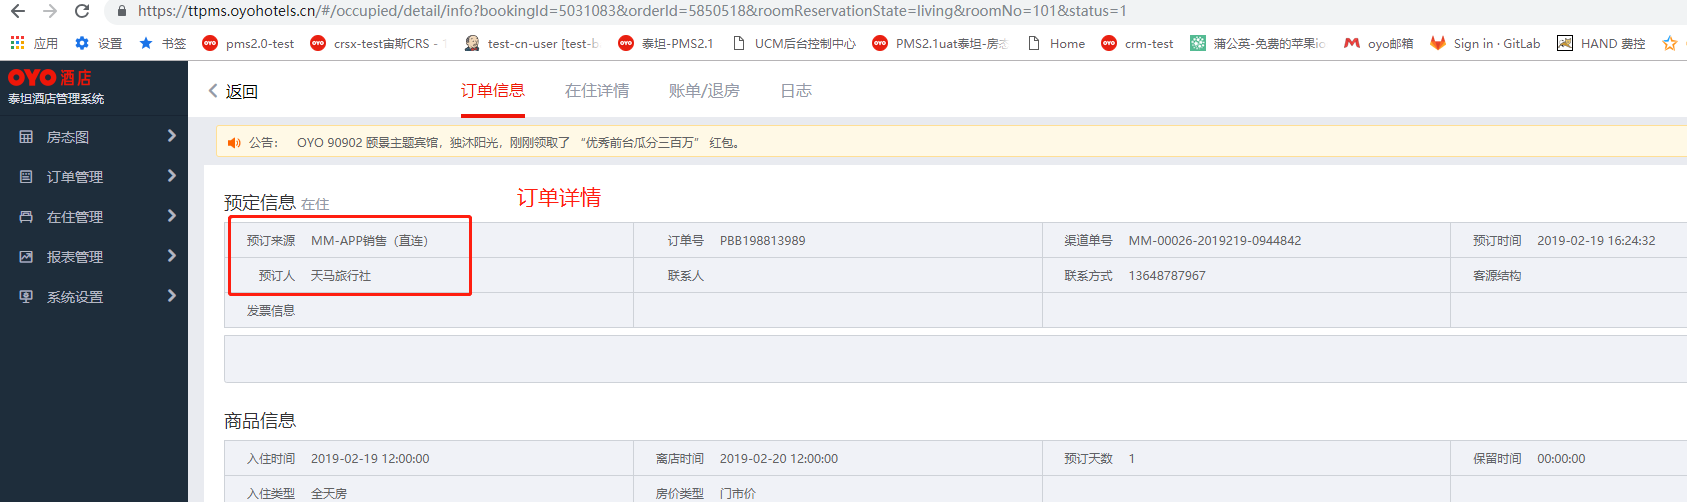 https://ttpms.oyohotels.cn/#/occupied/detail/info?bookingId=5031083&orderId=5850518&roomReservationState=living&roomNo=101&status=1
应用 设置 书签 pms2.0-test crsx-test宙斯CRS - test-cn-user [test- 泰坦-PMS2.1 UCM后台控制中心 PMS2.1uat泰坦-房态 Home crm-test 蒲公英-免费的苹果io oyo邮箱 Sign in · GitLab HAND 费控
OYO 酒店
泰坦酒店管理系统
房态图
订单管理
在住管理
报表管理
系统设置
返回 订单信息 在住详情 账单/退房 日志
公告： OYO 90902 颐景主题宾馆，独沐阳光，刚刚领取了 “优秀前台瓜分三百万” 红包。
预定信息 在住 订单详情
预订来源 MM-APP销售（直连） 订单号 PBB198813989 渠道单号 MM-00026-2019219-0944842 预订时间 2019-02-19 16:24:32
预订人 天马旅行社 联系人 联系方式 13648787967 客源结构
发票信息
商品信息
入住时间 2019-02-19 12:00:00 离店时间 2019-02-20 12:00:00 预订天数 1 保留时间 00:00:00
入住类型 全天房 房价类型 门市价